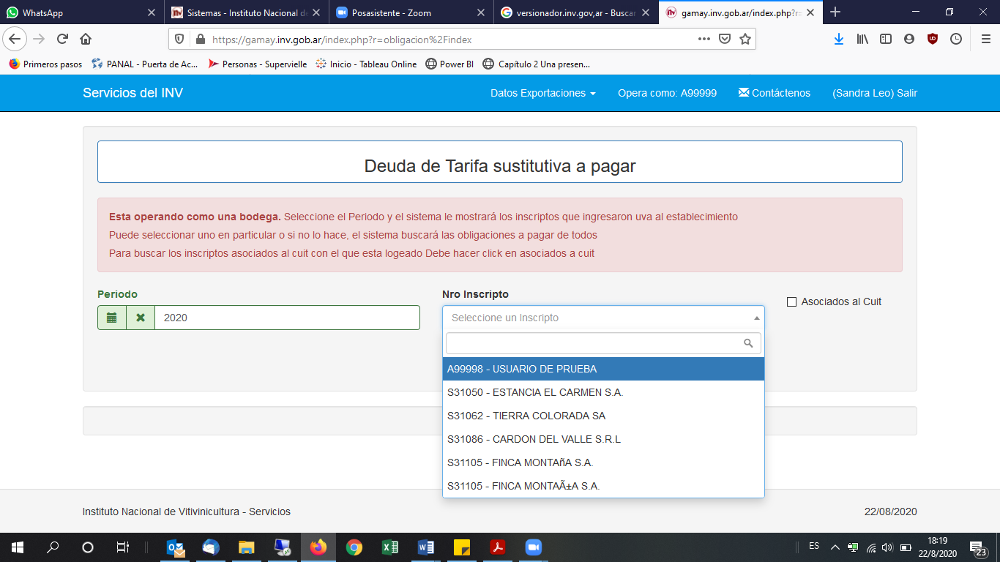 WhatsApp
Sistemas - Instituto Nacional de
Posasistente - Zoom
versionador.inv.gov,ar - Buscar
gamay.inv.gob.ar/index.php?r=
https://gamay.inv.gob.ar/index.php?r=obligacion%2Findex
Primeros pasos
PANAL - Puerta de Ac...
Personas - Supervielle
Inicio - Tableau Online
Power BI
Capítulo 2 Una presen...
Servicios del INV
Datos Exportaciones
Opera como: A99999
Contáctenos
(Sandra Leo) Salir
Deuda de Tarifa sustitutiva a pagar
Esta operando como una bodega. Seleccione el Periodo y el sistema le mostrará los inscriptos que ingresaron uva al establecimiento
Puede seleccionar uno en particular o si no lo hace, el sistema buscará las obligaciones a pagar de todos
Para buscar los inscriptos asociados al cuit con el que esta logeado Debe hacer click en asociados a cuit
Periodo
2020
Nro Inscripto
Seleccione un Inscripto
Asociados al Cuit
A99998 - USUARIO DE PRUEBA
S31050 - ESTANCIA EL CARMEN S.A.
S31062 - TIERRA COLORADA SA
S31086 - CARDON DEL VALLE S.R.L
S31105 - FINCA MONTAñA S.A.
S31105 - FINCA MONTAÃ±A S.A.
Instituto Nacional de Vitivinicultura - Servicios
22/08/2020
ES
18:19
22/8/2020
23